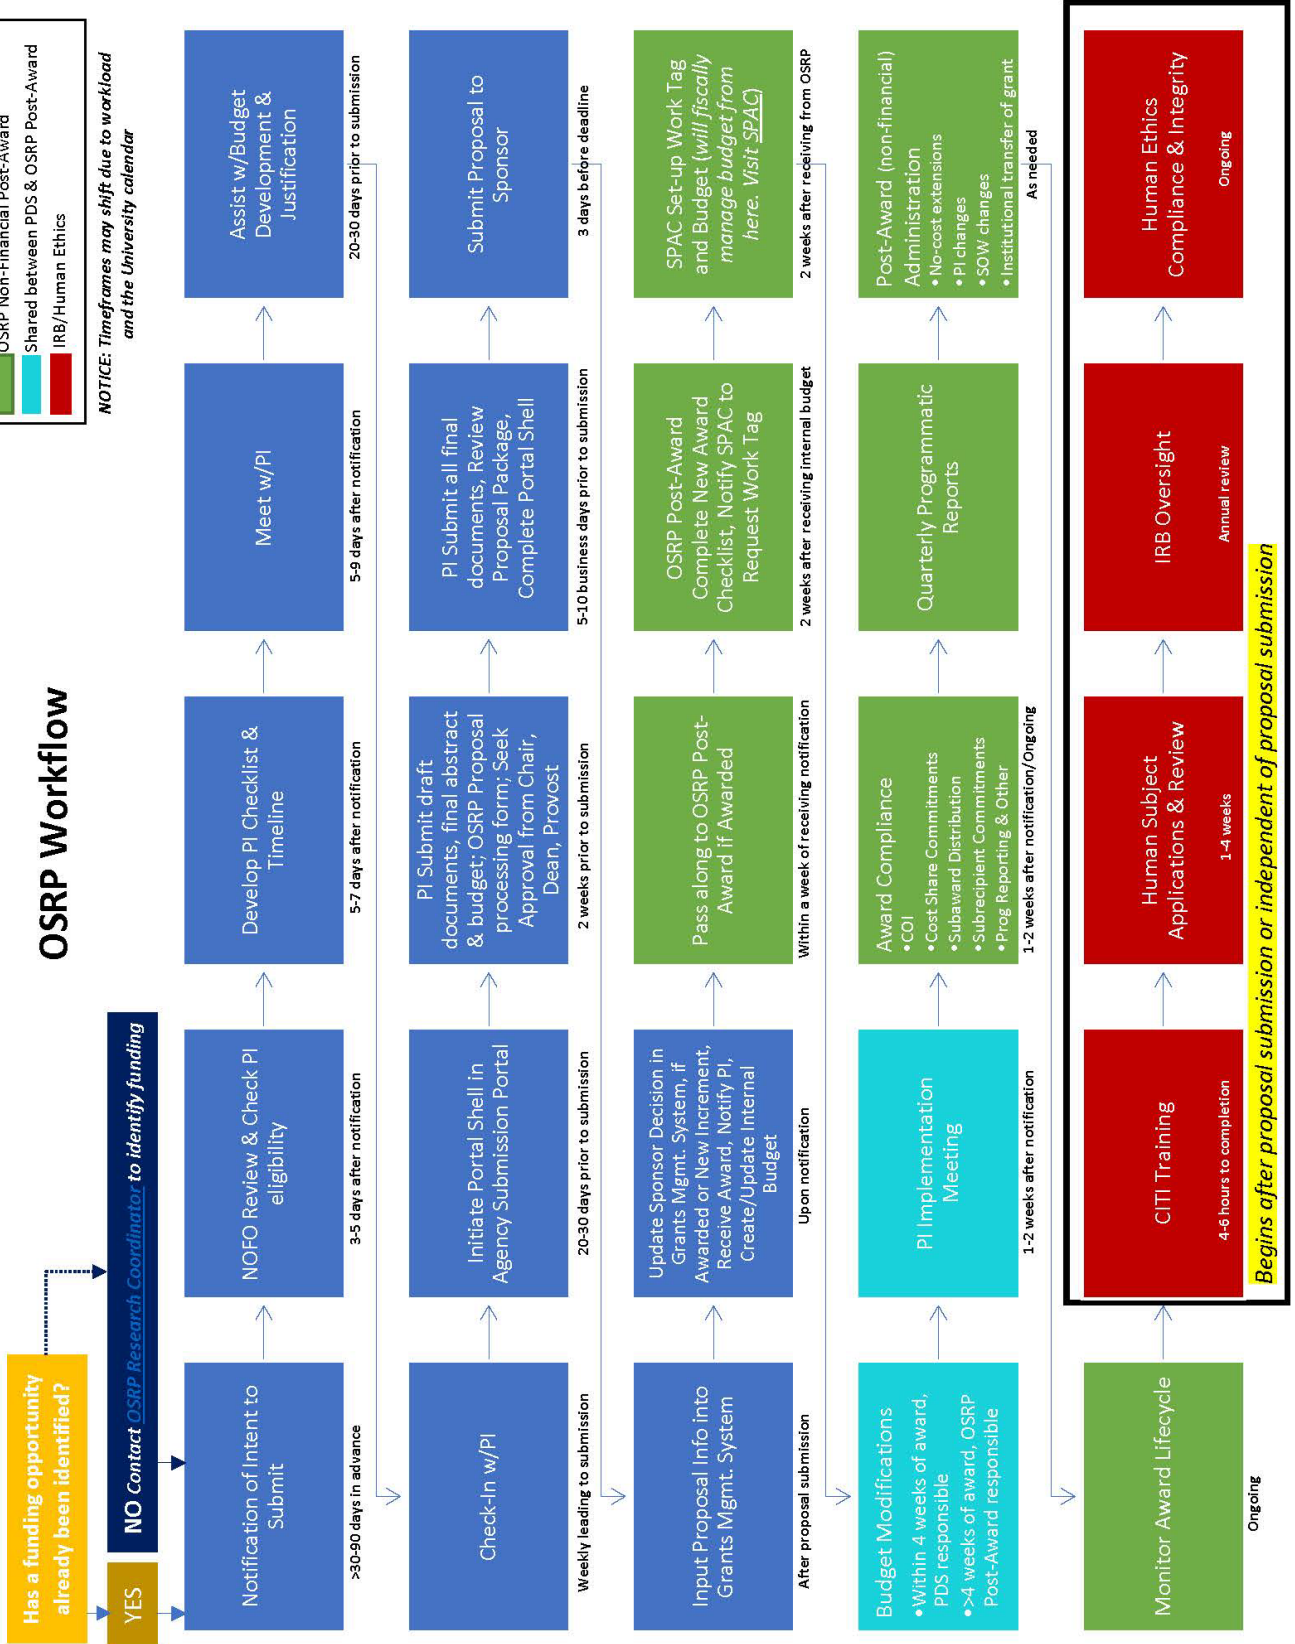 OSRP Workflow
OSRP Non-Financial Post-Award
Shared between PDS & OSRP Post-Award
IRB/Human Ethics
NOTICE: Timeframes may shift due to workload
and the University calendar
Has a funding opportunity
already been identified?
YES
NO Contact OSRP Research Coordinator to identify funding
Notification of Intent to
Submit
>30-90 days in advance
NOFO Review & Check PI
eligibility
3-5 days after notification
Develop PI Checklist &
Timeline
5-7 days after notification
Meet w/PI
5-9 days after notification
Assist w/Budget
Development &
Justification
20-30 days prior to submission
Check-In w/PI
Weekly leading to submission
Initiate Portal Shell in
Agency Submission Portal
20-30 days prior to submission
PI Submit draft
documents, final abstract
& budget; OSRP Proposal
processing form; Seek
Approval from Chair,
Dean, Provost
2 weeks prior to submission
PI Submit all final
documents, Review
Proposal Package,
Complete Portal Shell
5-10 business days prior to submission
Submit Proposal to
Sponsor
3 days before deadline
Input Proposal Info into
Grants Mgmt. System
After proposal submission
Update Sponsor Decision in
Grants Mgmt. System, if
Awarded or New Increment,
Receive Award, Notify PI,
Create/Update Internal
Budget
Upon notification
Pass along to OSRP Post-
Award if Awarded
Within a week of receiving notification
OSRP Post-Award
Complete New Award
Checklist, Notify SPAC to
Request Work Tag
2 weeks after receiving internal budget
SPAC Set-up Work Tag
and Budget (will fiscally
manage budget from
here. Visit SPAC)
2 weeks after receiving from OSRP
Budget Modifications
• Within 4 weeks of award,
PDS responsible
• >4 weeks of award, OSRP
Post-Award responsible
PI Implementation
Meeting
1-2 weeks after notification
Award Compliance
• COI
• Cost Share Commitments
• Subaward Distribution
• Subrecipient Commitments
• Prog Reporting & Other
1-2 weeks after notification/Ongoing
Quarterly Programmatic
Reports
Post-Award (non-financial)
Administration
• No-cost extensions
• PI changes
• SOW changes
• Institutional transfer of grant
As needed
Monitor Award Lifecycle
Ongoing
CITI Training
4-6 hours to completion
Human Subject
Applications & Review
1-4 weeks
IRB Oversight
Annual review
Human Ethics
Compliance & Integrity
Ongoing
Begins after proposal submission or independent of proposal submission